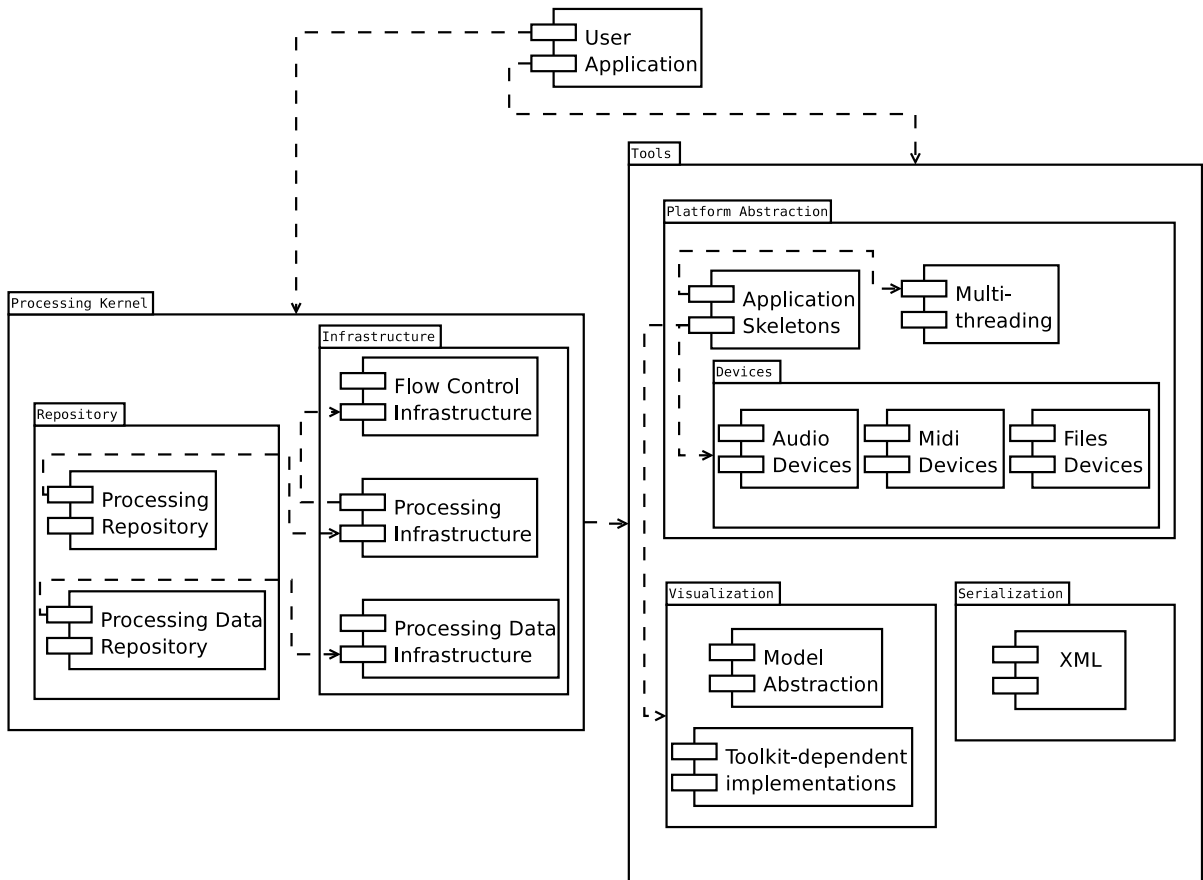 User
Application
Tools
Platform Abstraction
Application
Skeletons
Multi-
threading
Devices
Audio
Devices
Midi
Devices
Files
Devices
Processing Kernel
Infrastructure
Flow Control
Infrastructure
Repository
Processing
Repository
Processing
Infrastructure
Processing Data
Repository
Processing Data
Infrastructure
Visualization
Model
Abstraction
Toolkit-dependent
implementations
Serialization
XML